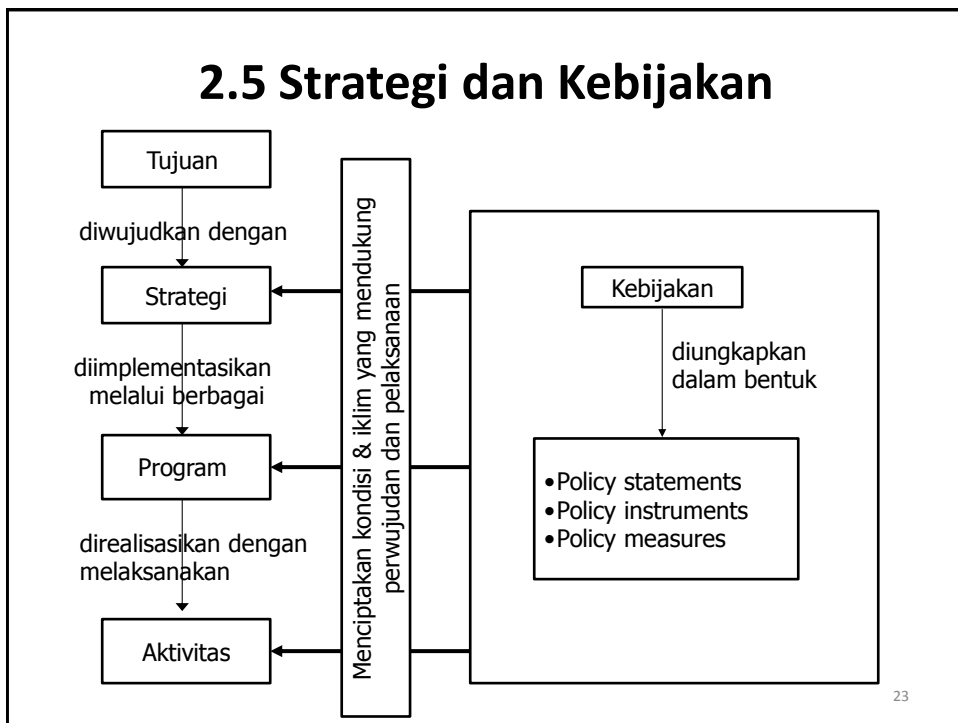 2.5 Strategi dan Kebijakan
Tujuan
diwujudkan dengan
Strategi
diimplementasikan
melalui berbagai
Program
direalisasikan dengan
melaksanakan
Aktivitas
Menciptakan kondisi & iklim yang mendukung
perwujudan dan pelaksanaan
Kebijakan
diungkapkan
dalam bentuk
•Policy statements
•Policy instruments
•Policy measures
23